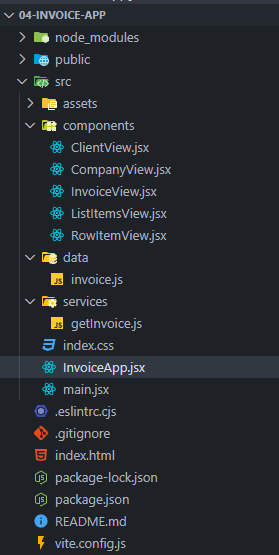 04-INVOICE-APP
node_modules
public
src
assets
components
ClientView.jsx
CompanyView.jsx
InvoiceView.jsx
ListItemsView.jsx
RowItemView.jsx
data
JS invoice.js
services
JS getInvoice.js
index.css
InvoiceApp.jsx
main.jsx
.eslintrc.cjs
.gitignore
index.html
package-lock.json
package.json
README.md
vite.config.js